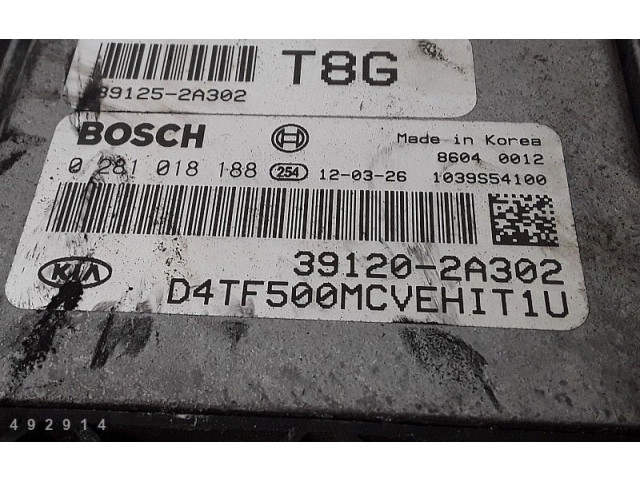 T8G
39125-2A302
BOSCH
Made in Korea
8604 0012
0 281 018 188 254 12-03-26 1039S54100
39120-2A302
KIA
D4TF500MCVEHIT1U
492914